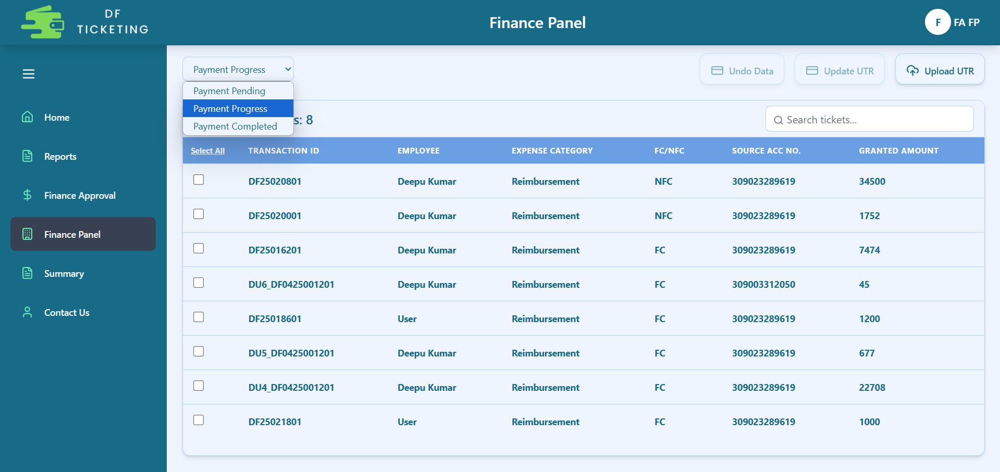 DF
TICKETING
Finance Panel
F
FA FP
Payment Progress
Undo Data
Update UTR
Upload UTR
Payment Pending
Payment Progress
Payment Completed
s: 8
Search tickets...
Home
Reports
Finance Approval
Finance Panel
Summary
Contact Us
Select All TRANSACTION ID EMPLOYEE EXPENSE CATEGORY FC/NFC SOURCE ACC NO. GRANTED AMOUNT
DF25020801 Deepu Kumar Reimbursement NFC 309023289619 34500
DF25020001 Deepu Kumar Reimbursement NFC 309023289619 1752
DF25016201 Deepu Kumar Reimbursement FC 309023289619 7474
DU6_DF0425001201 Deepu Kumar Reimbursement FC 309003312050 45
DF25018601 User Reimbursement FC 309023289619 1200
DU5_DF0425001201 Deepu Kumar Reimbursement FC 309023289619 677
DU4_DF0425001201 Deepu Kumar Reimbursement FC 309023289619 22708
DF25021801 User Reimbursement FC 309023289619 1000